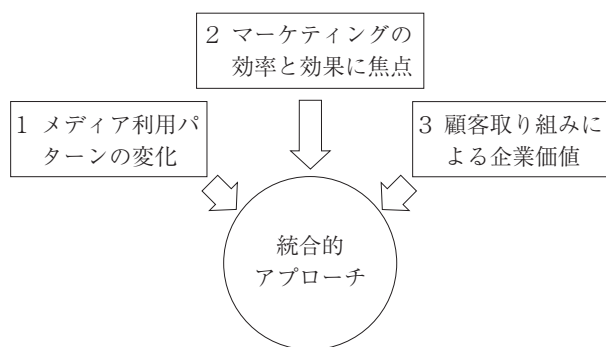 2 マーケティングの
効率と効果に焦点
1 メディア利用パ
ターンの変化
3 顧客取り組みに
よる企業価値
統合的
アプローチ